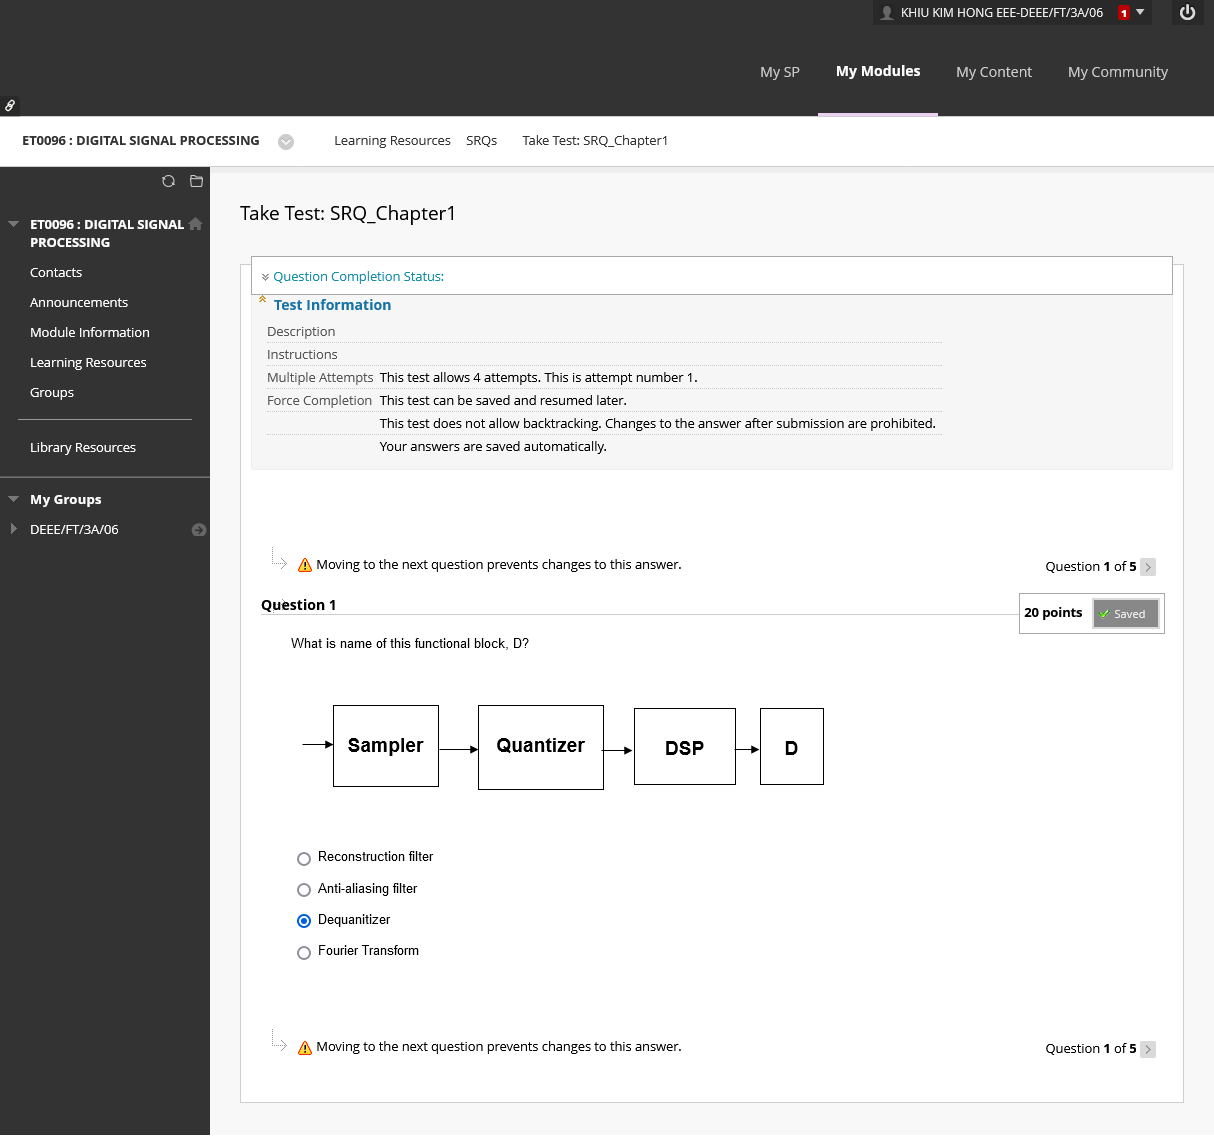 KHIU KIM HONG EEE-DEEE/FT/3A/06 1
My SP My Modules My Content My Community
ET0096 : DIGITAL SIGNAL PROCESSING Learning Resources SRQs Take Test: SRQ_Chapter1
ET0096 : DIGITAL SIGNAL
PROCESSING
Contacts
Announcements
Module Information
Learning Resources
Groups
Library Resources
My Groups
DEEE/FT/3A/06
Take Test: SRQ_Chapter1
Question Completion Status:
Test Information
Description
Instructions
Multiple Attempts This test allows 4 attempts. This is attempt number 1.
Force Completion This test can be saved and resumed later.
This test does not allow backtracking. Changes to the answer after submission are prohibited.
Your answers are saved automatically.
Moving to the next question prevents changes to this answer. Question 1 of 5
Question 1
20 points Saved
What is name of this functional block, D?
Sampler Quantizer DSP D
Reconstruction filter
Anti-aliasing filter
Dequanitizer
Fourier Transform
Moving to the next question prevents changes to this answer. Question 1 of 5